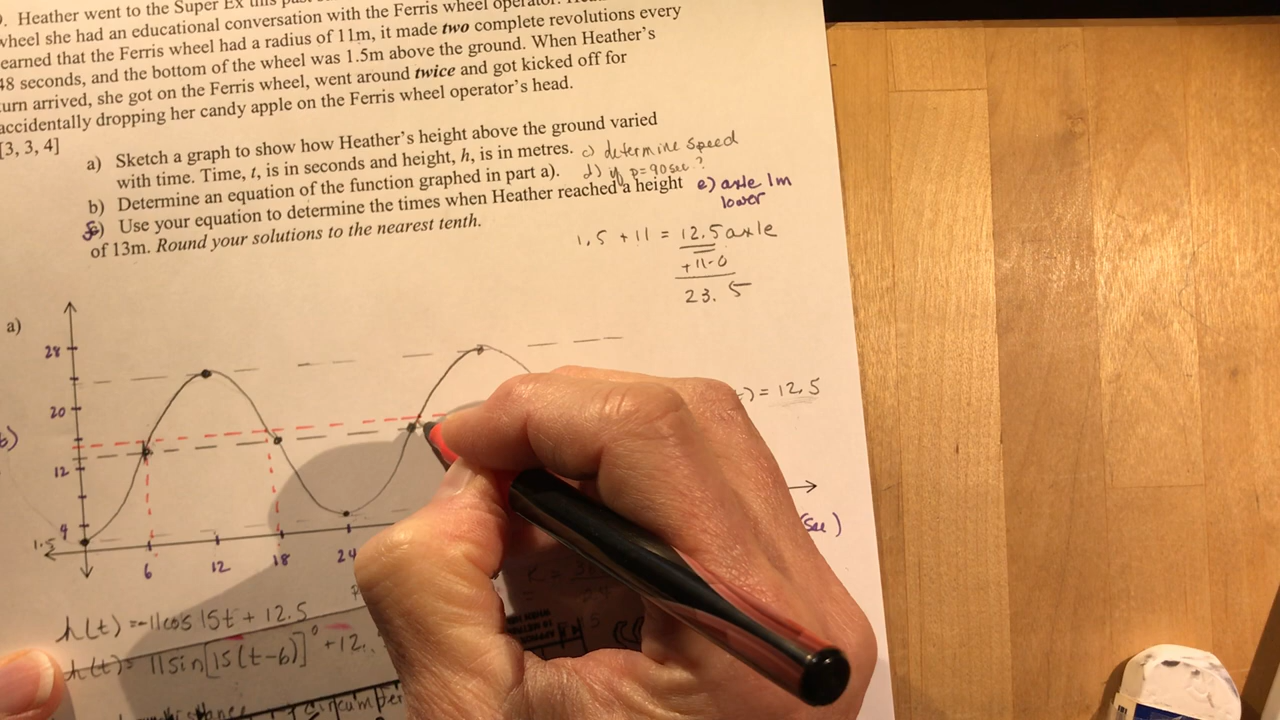 9. Heather went to the Super Ex this
wheel she had an educational conversation with the Ferris wheel operator.
earned that the Ferris wheel had a radius of 11m, it made two complete revolutions every
48 seconds, and the bottom of the wheel was 1.5m above the ground. When Heather's
turn arrived, she got on the Ferris wheel, went around twice and got kicked off for
accidentally dropping her candy apple on the Ferris wheel operator's head.
[3, 3, 4]
a) Sketch a graph to show how Heather's height above the ground varied
with time. Time, t, is in seconds and height, h, is in metres.
c) determine speed
b) Determine an equation of the function graphed in part a).
d) if p=90sec?
c) Use your equation to determine the times when Heather reached a height
of 13m. Round your solutions to the nearest tenth.
e) axle 1m
lower
1.5 + 11 = 12.5 axle
+11.0
23.5
a)
28
20
12
4
1.5
b)
6 12 18 24
t) = 12.5
(sec)
h(t) = -11cos 15t + 12.5
h(t) = 11sin[15(t-6)]° + 12.